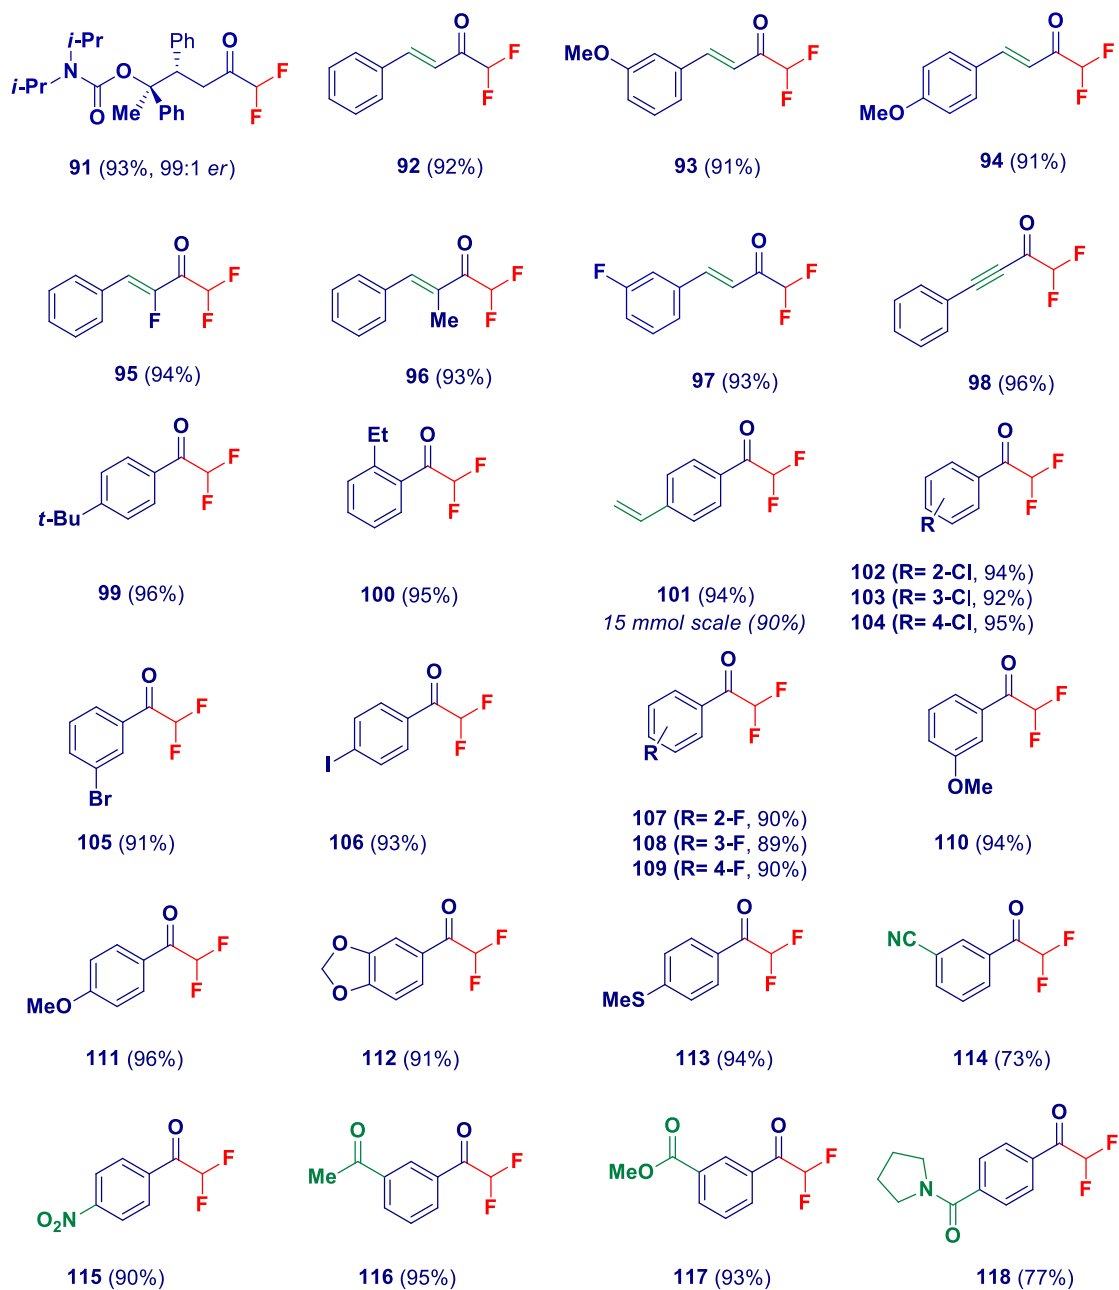 i-Pr Ph O
N O F
i-Pr
O Me Ph F
91 (93%, 99:1 er)
O
F
F
92 (92%)
MeO O
F
F
93 (91%)
O
F
MeO F
94 (91%)
O
F
F F
95 (94%)
O
F
Me F
96 (93%)
F O
F
F
97 (93%)
O
F
F
98 (96%)
O
F
F
t-Bu
99 (96%)
Et O
F
F
100 (95%)
O
F
F
101 (94%)
15 mmol scale (90%)
O
F
F
R
102 (R= 2-Cl, 94%)
103 (R= 3-Cl, 92%)
104 (R= 4-Cl, 95%)
O
F
F
Br
105 (91%)
O
F
F
I
106 (93%)
O
F
F
R
107 (R= 2-F, 90%)
108 (R= 3-F, 89%)
109 (R= 4-F, 90%)
O
F
F
OMe
110 (94%)
O
F
F
MeO
111 (96%)
O
O F
F
O
112 (91%)
O
F
F
MeS
113 (94%)
O
NC F
F
114 (73%)
O
F
F
O2N
115 (90%)
O O
F
Me F
116 (95%)
O O
F
MeO F
117 (93%)
O
F
F
N
O
118 (77%)